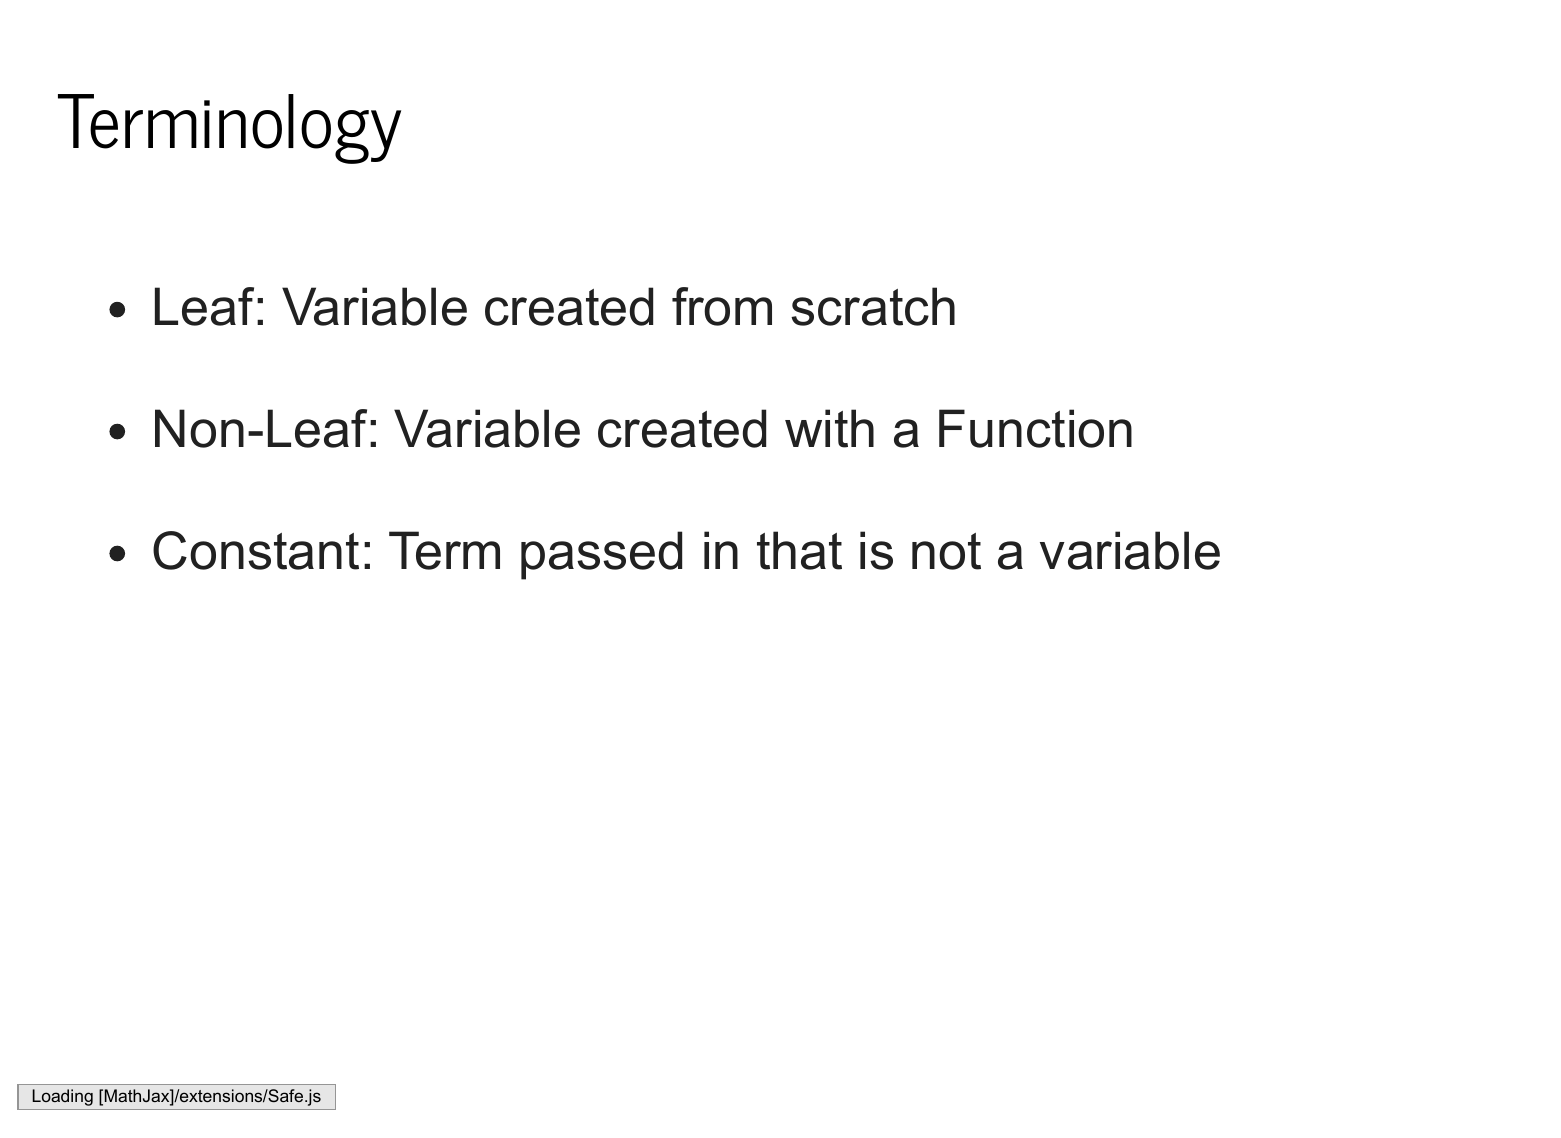 Terminology
• Leaf: Variable created from scratch
• Non-Leaf: Variable created with a Function
• Constant: Term passed in that is not a variable
Loading [MathJax]/extensions/Safe.js